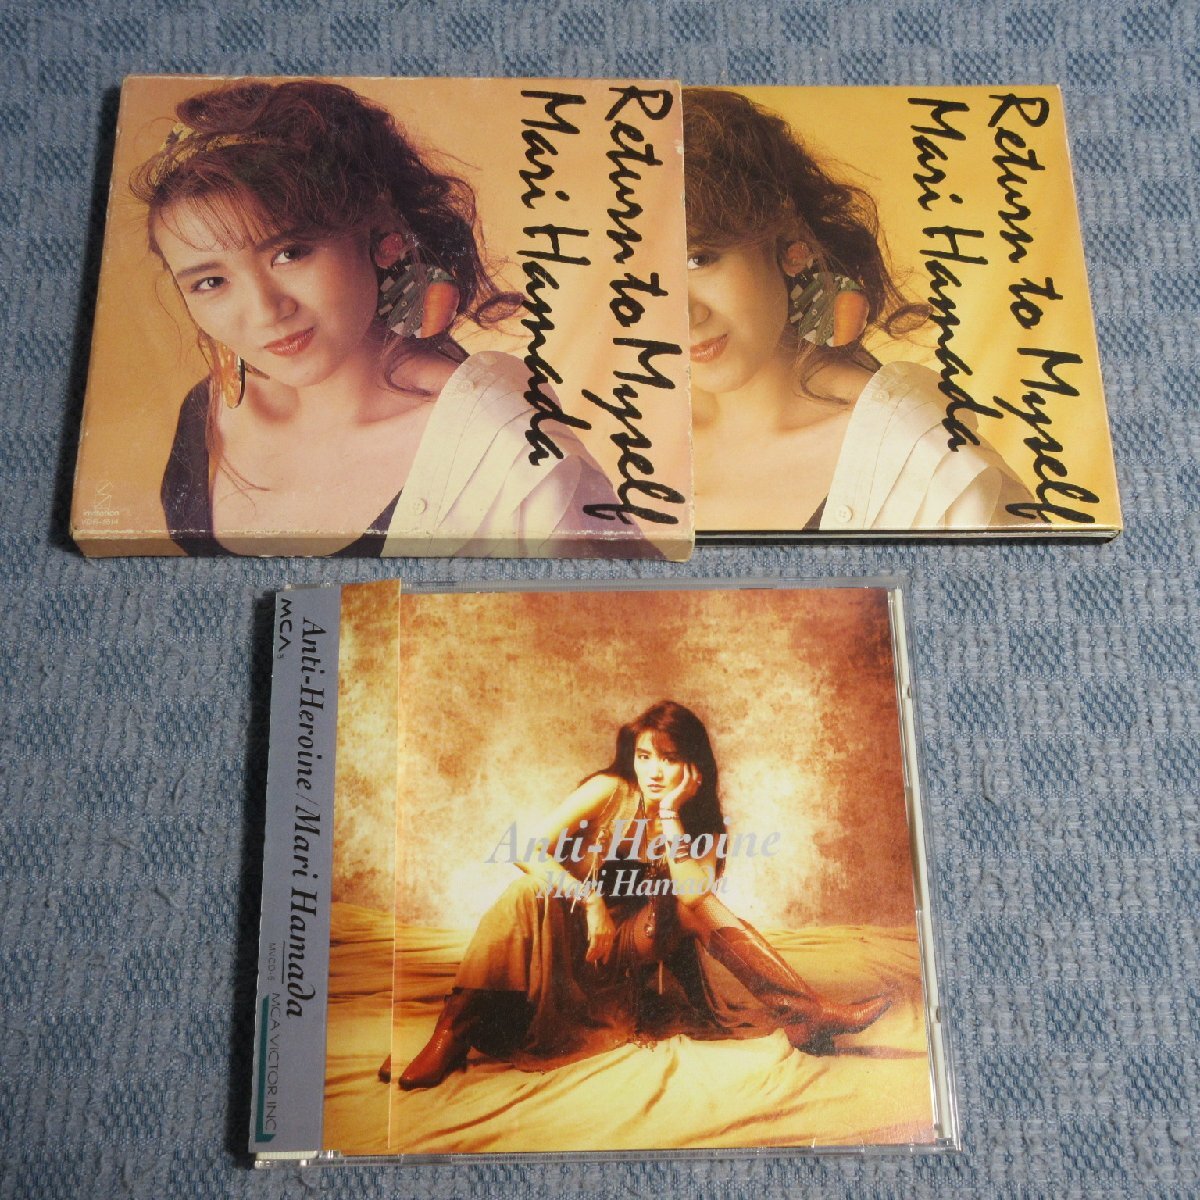 Return to Myself
Mari Hamada
invitation
Return to Myself
Mari Hamada
MCA
Anti-Heroine / Mari Hamada
MCA VICTOR INC.
Anti-Heroine
Mari Hamada